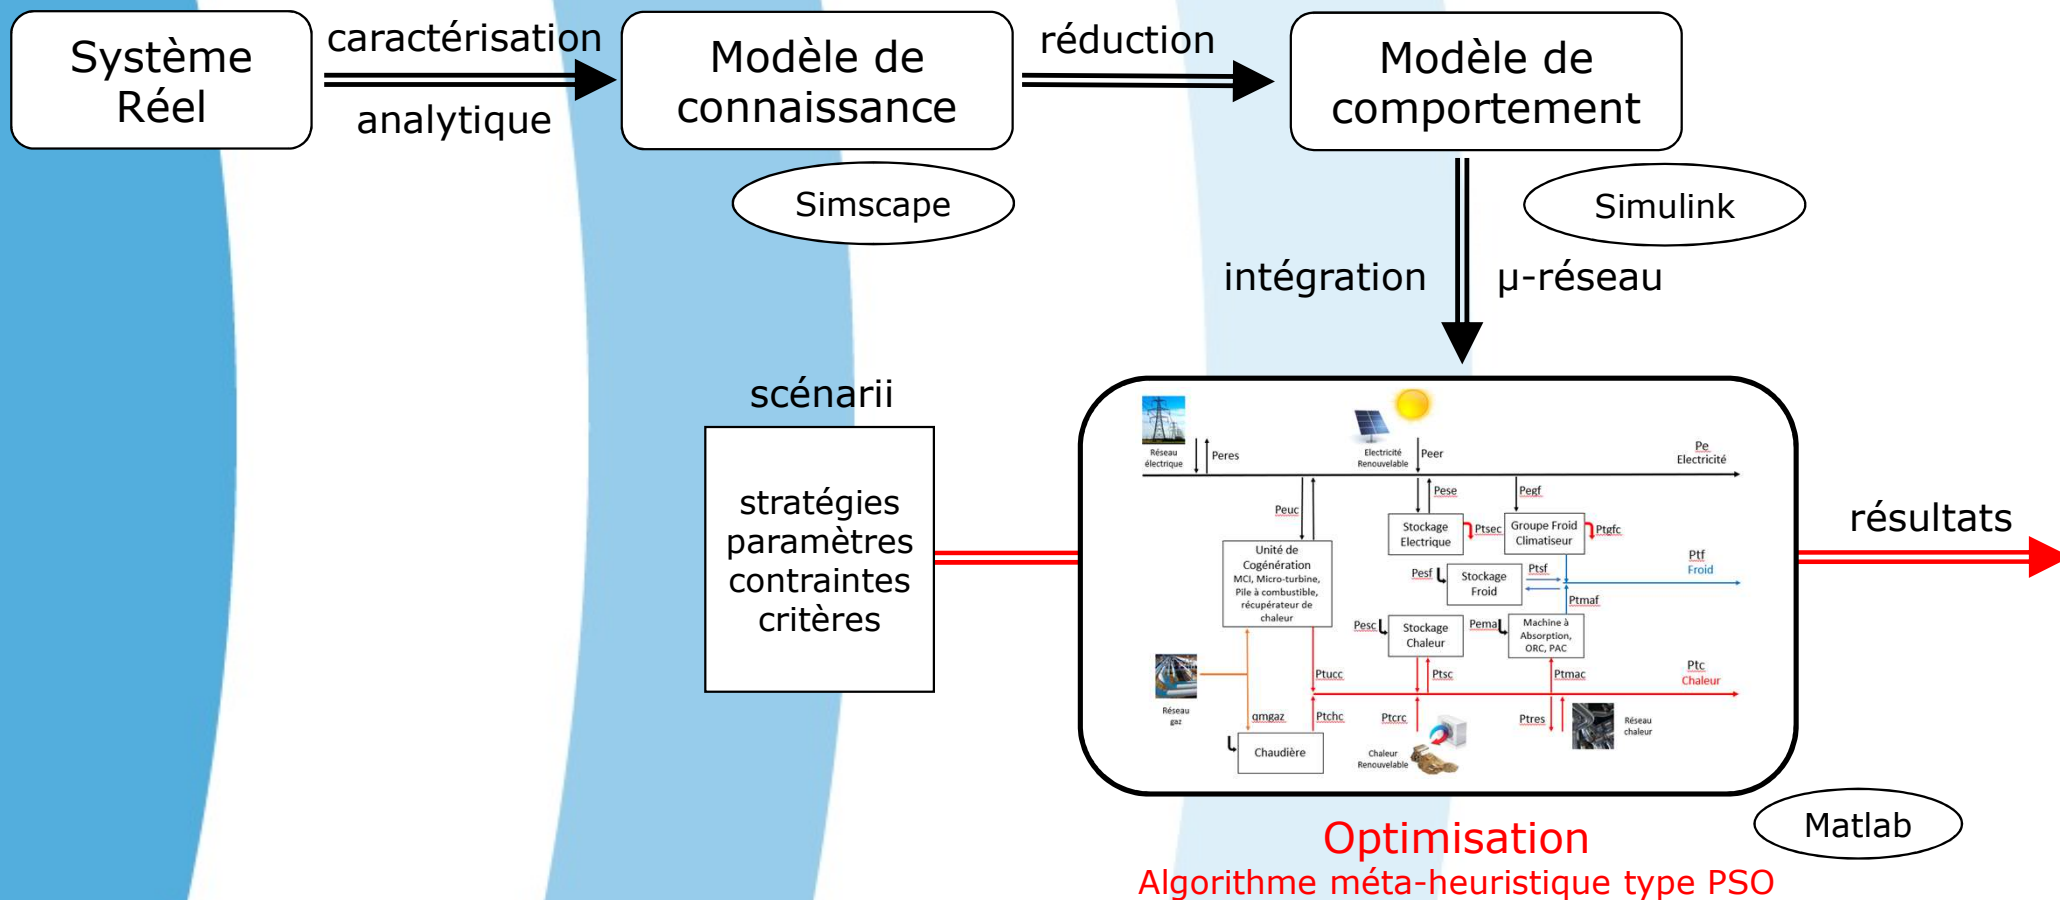 Système
Réel
caractérisation
analytique
Modèle de
connaissance
réduction
Modèle de
comportement
Simscape
Simulink
intégration
µ-réseau
scénarii
stratégies
paramètres
contraintes
critères
Réseau
électrique
Peres
Electricité
Renouvelable
Peer
Pe
Electricité
Peuc
Pese
Pegf
Stockage
Electrique
Ptsec
Groupe Froid
Climatiseur
Ptgfc
Unité de
Cogénération
MCI, Micro-turbine,
Pile à combustible,
récupérateur de
chaleur
Pesf
Stockage
Froid
Ptsf
Ptf
Froid
Ptmaf
Pesc
Stockage
Chaleur
Pema
Machine à
Absorption,
ORC, PAC
Réseau
gaz
Ptucc
Ptsc
Ptmac
Ptc
Chaleur
qmgaz
Ptchc
Ptcrc
Ptres
Réseau
chaleur
Chaudière
Chaleur
Renouvelable
résultats
Matlab
Optimisation
Algorithme méta-heuristique type PSO